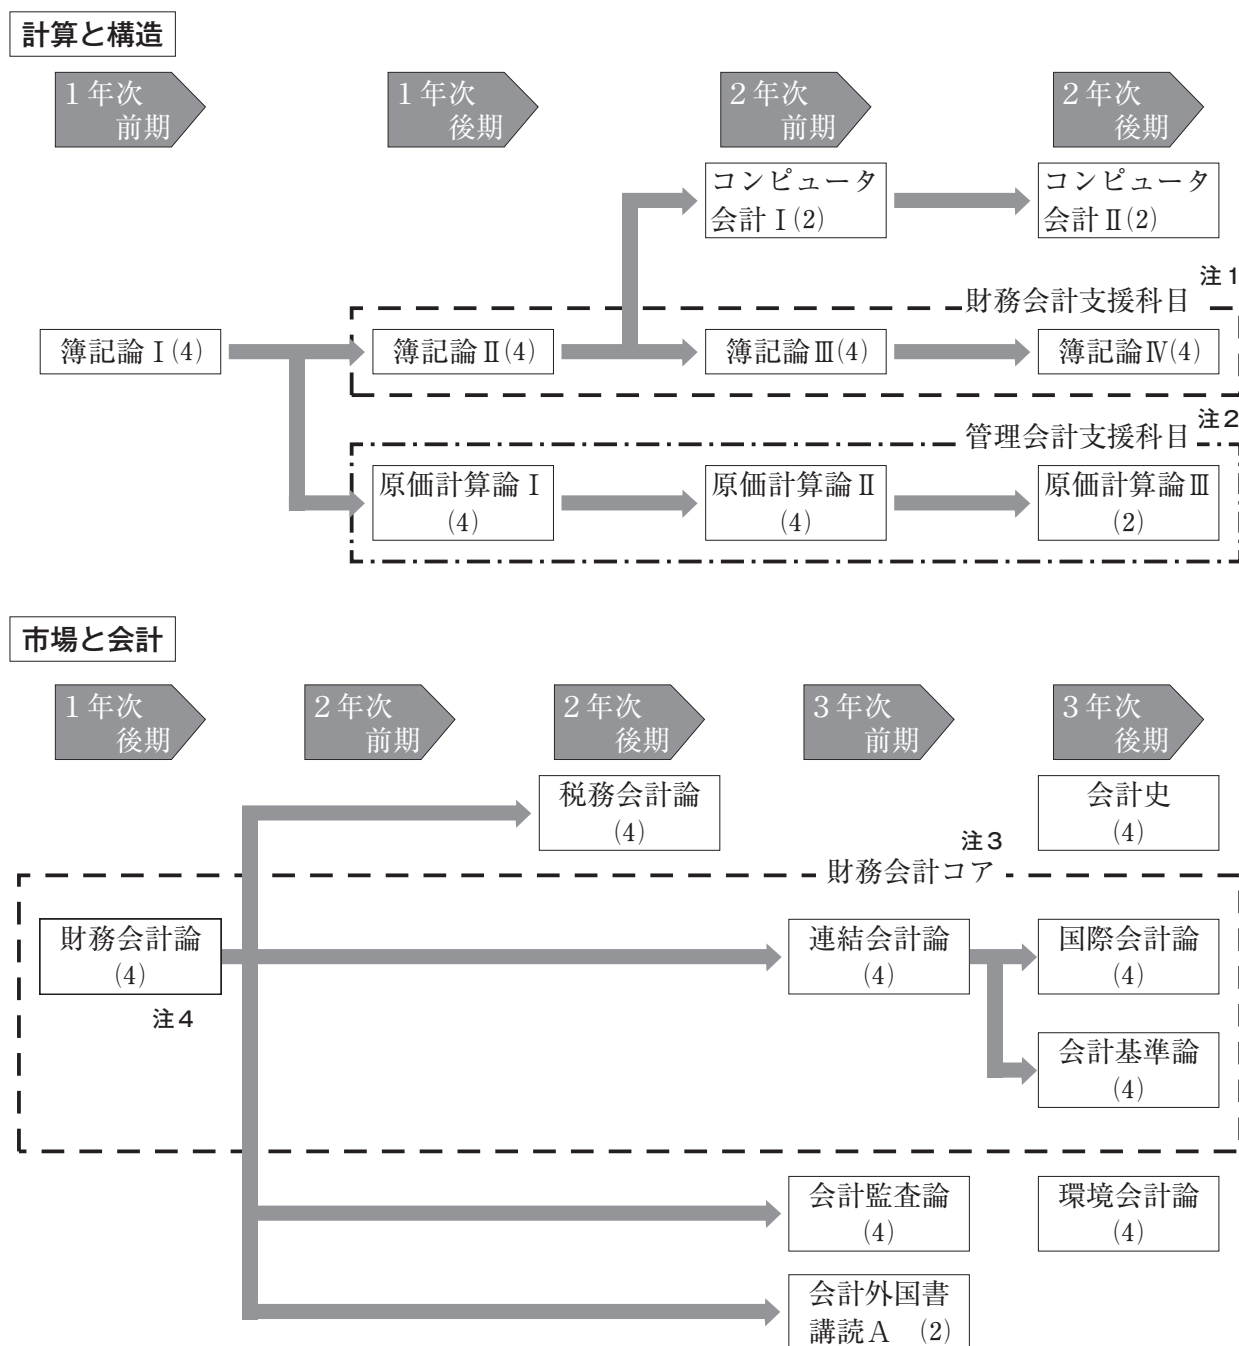 計算と構造
1年次
前期
1年次
後期
2年次
前期
2年次
後期
コンピュータ
会計Ⅰ(2)
コンピュータ
会計Ⅱ(2)
注1
財務会計支援科目
簿記論Ⅰ(4)
簿記論Ⅱ(4)
簿記論Ⅲ(4)
簿記論Ⅳ(4)
注2
管理会計支援科目
原価計算論Ⅰ
(4)
原価計算論Ⅱ
(4)
原価計算論Ⅲ
(2)
市場と会計
1年次
後期
2年次
前期
2年次
後期
3年次
前期
3年次
後期
税務会計論
(4)
会計史
(4)
注3
財務会計コア
財務会計論
(4)
注4
連結会計論
(4)
国際会計論
(4)
会計基準論
(4)
会計監査論
(4)
環境会計論
(4)
会計外国書
講読A (2)